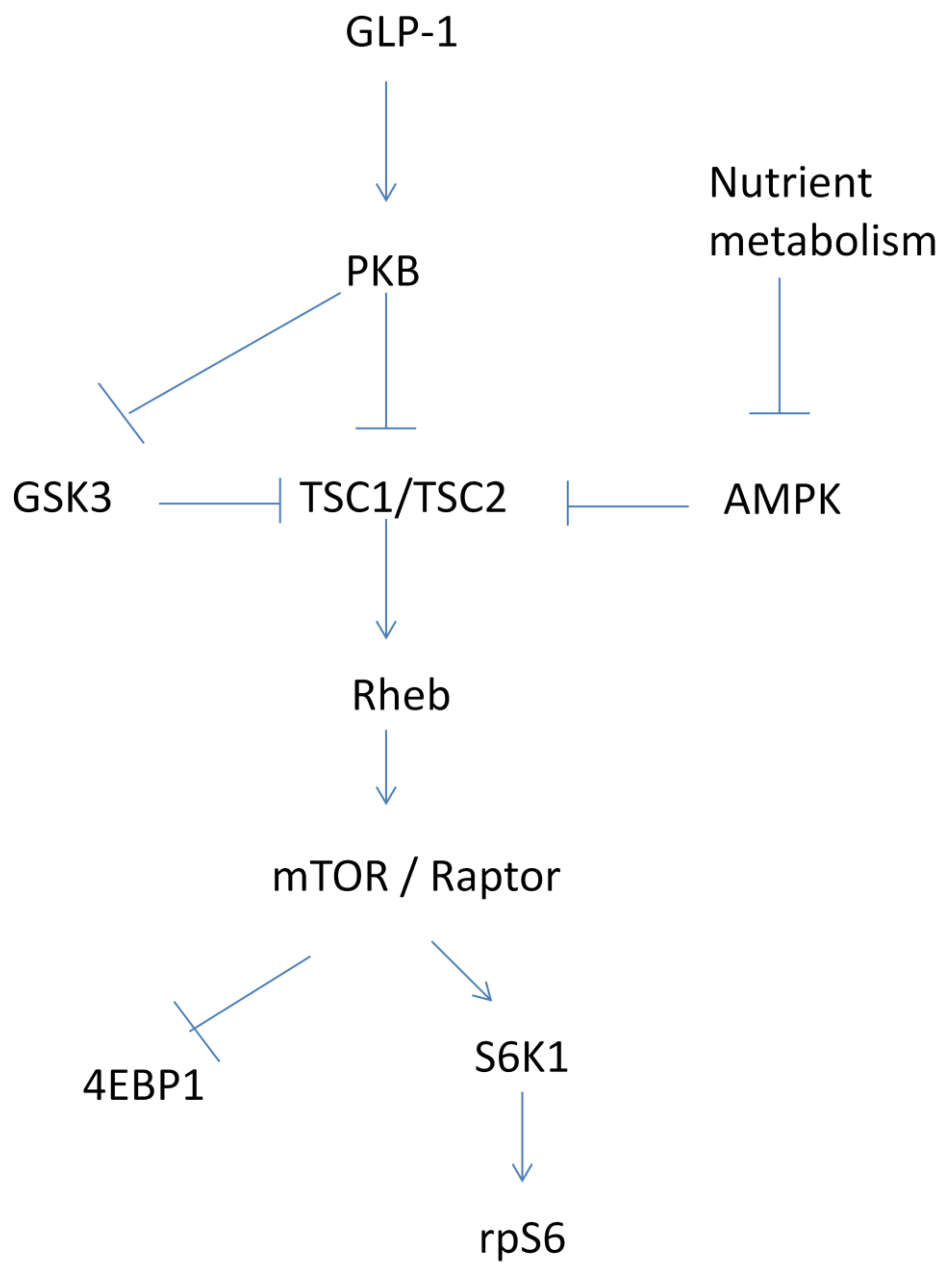 GLP-1
Nutrient
metabolism
PKB
GSK3
TSC1/TSC2
AMPK
Rheb
mTOR / Raptor
S6K1
4EBP1
rpS6